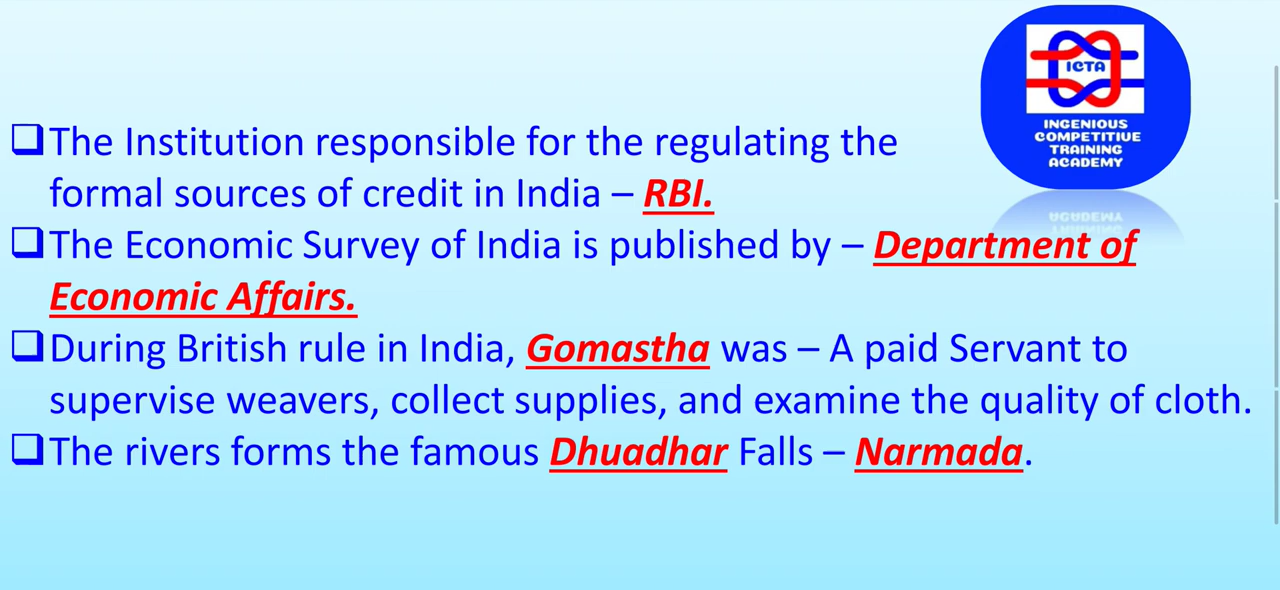 ICTA
INGENIOUS
COMPETITIVE
TRAINING
ACADEMY
❑The Institution responsible for the regulating the
formal sources of credit in India – RBI.
❑The Economic Survey of India is published by – Department of
Economic Affairs.
❑During British rule in India, Gomastha was – A paid Servant to
supervise weavers, collect supplies, and examine the quality of cloth.
❑The rivers forms the famous Dhuadhar Falls – Narmada.